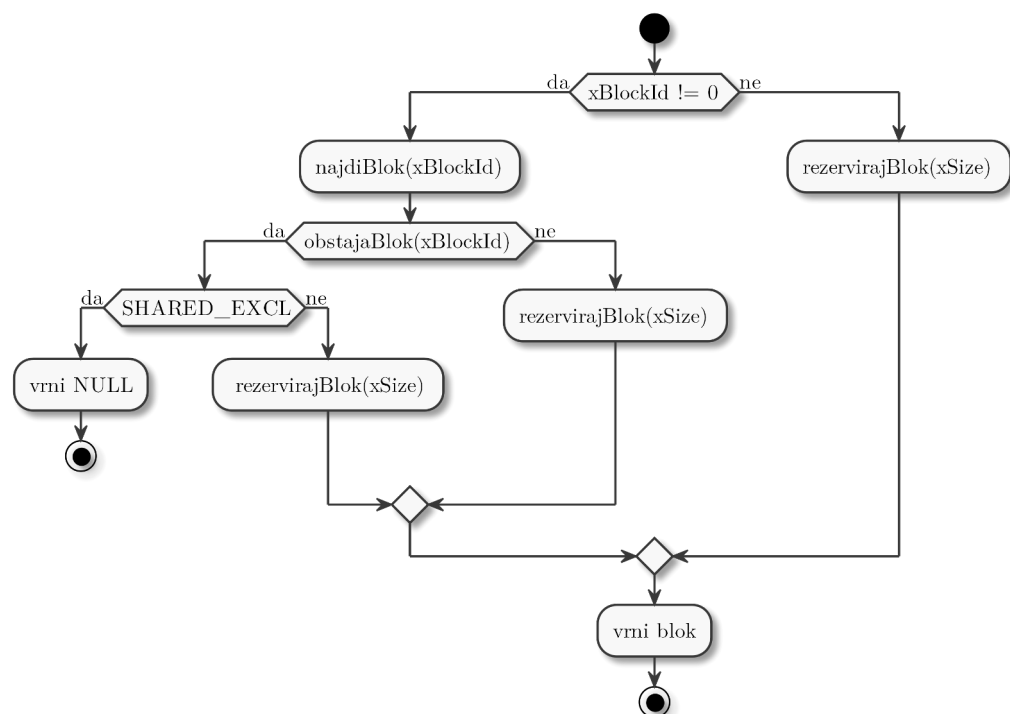 da
xBlockId != 0
ne
najdiBlok(xBlockId)
rezervirajBlok(xSize)
da
obstajaBlok(xBlockId)
ne
da
SHARED_EXCL
ne
rezervirajBlok(xSize)
vrni NULL
rezervirajBlok(xSize)
vrni blok